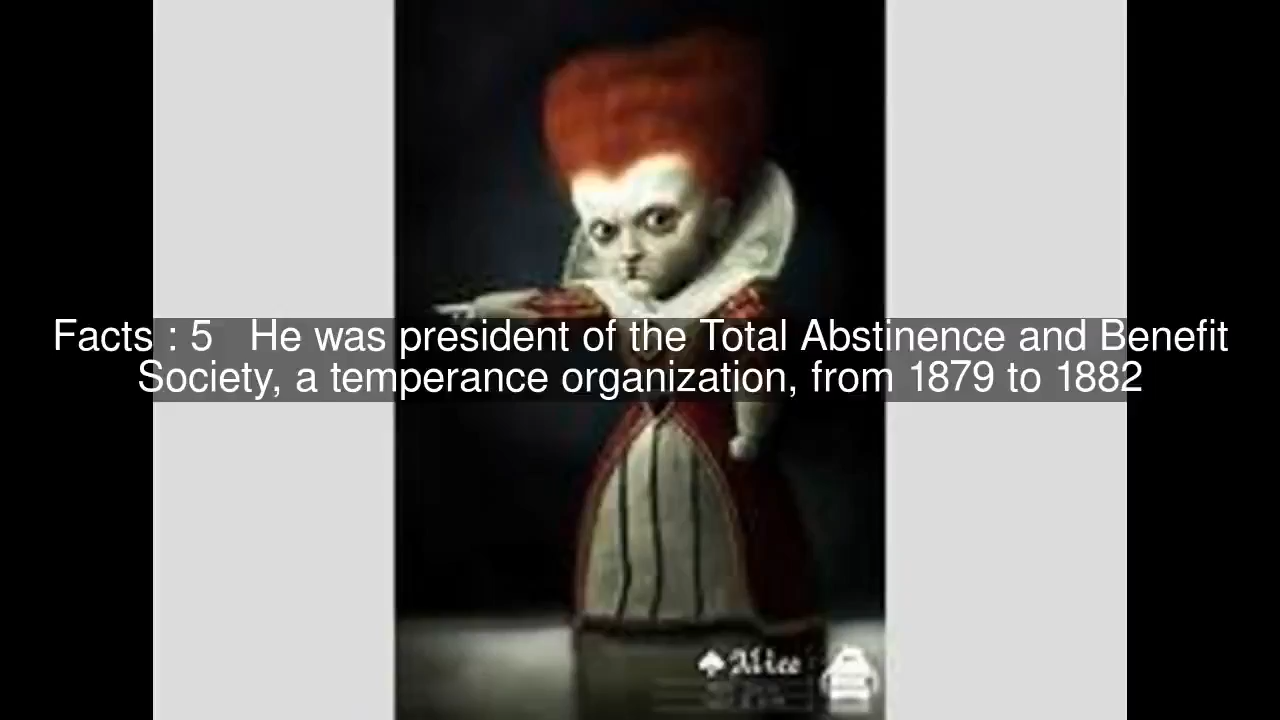 Facts : 5 He was president of the Total Abstinence and Benefit
Society, a temperance organization, from 1879 to 1882
♠Alice